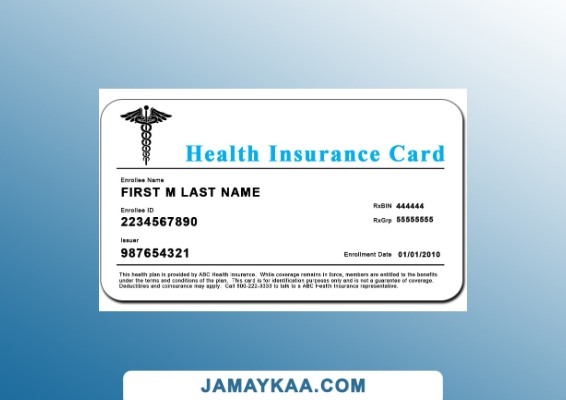 Health Insurance Card
Enrollee Name
FIRST M LAST NAME
Enrollee ID
2234567890
RxBIN 444444
RxGrp 55555555
Issuer
987654321
Enrollment Date 01/01/2010
This health plan is provided by ABC Health Insurance. While coverage remains in force, members are entitled to the benefits
under the terms and conditions of the plan. This card is for identification purposes only and is not a guarantee of coverage.
Deductibles and coinsurance may apply. Call 800-222-3333 to talk to a ABC Health Insurance representative.
JAMAYKAA.COM